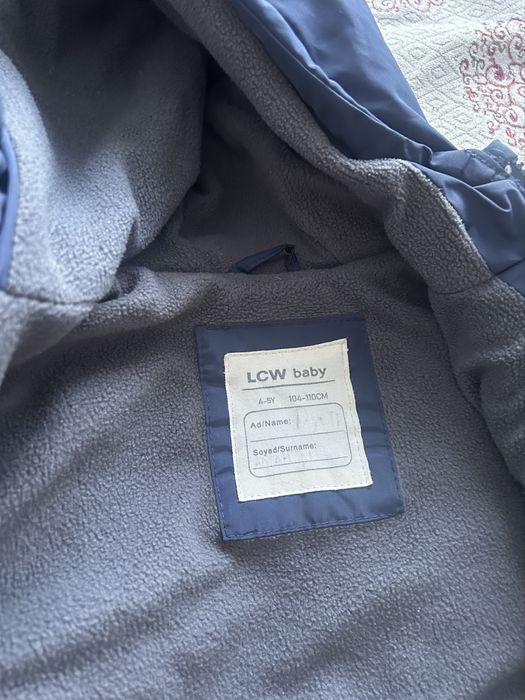 LCW baby
4-5Y 104-110CM
Ad/Name:
Soyad/Surname: